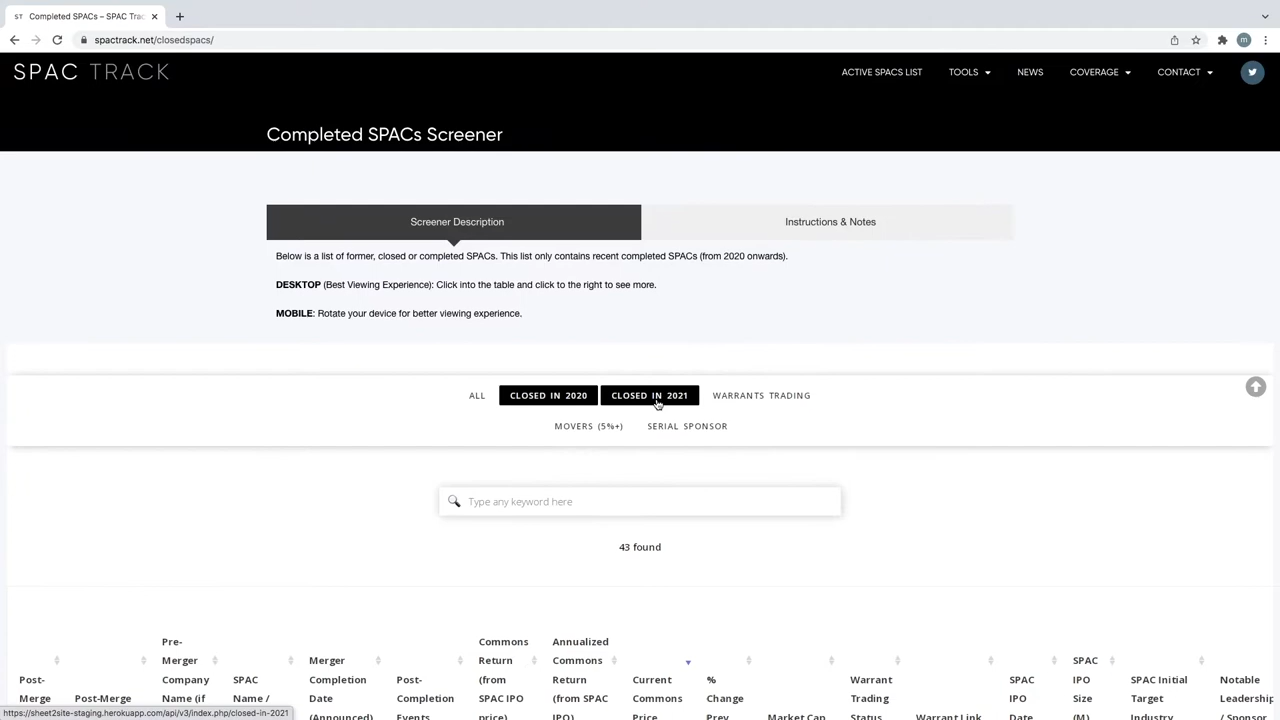 ST Completed SPACs – SPAC Trac
spactrack.net/closedspacs/
m
SPAC TRACK
ACTIVE SPACS LIST TOOLS NEWS COVERAGE CONTACT
Completed SPACs Screener
Screener Description Instructions & Notes
Below is a list of former, closed or completed SPACs. This list only contains recent completed SPACs (from 2020 onwards).
DESKTOP (Best Viewing Experience): Click into the table and click to the right to see more.
MOBILE: Rotate your device for better viewing experience.
ALL CLOSED IN 2020 CLOSED IN 2021 WARRANTS TRADING
MOVERS (5%+) SERIAL SPONSOR
Type any keyword here
43 found
Pre- Commons Annualized
Merger Merger Return Commons SPAC
Post- Company SPAC Completion Post- (from Return Current % Warrant SPAC IPO SPAC Initial Notable
Merge Post-Merge Name (if Name / Date Completion SPAC IPO (from SPAC Commons Change Trading IPO Size Target Leadership
(Announced) Events price) IPO) Price Prev Market Cap Status Warrant Link Date (M) Industry / Sponsor
https://sheet2site-staging.herokuapp.com/api/v3/index.php/closed-in-2021